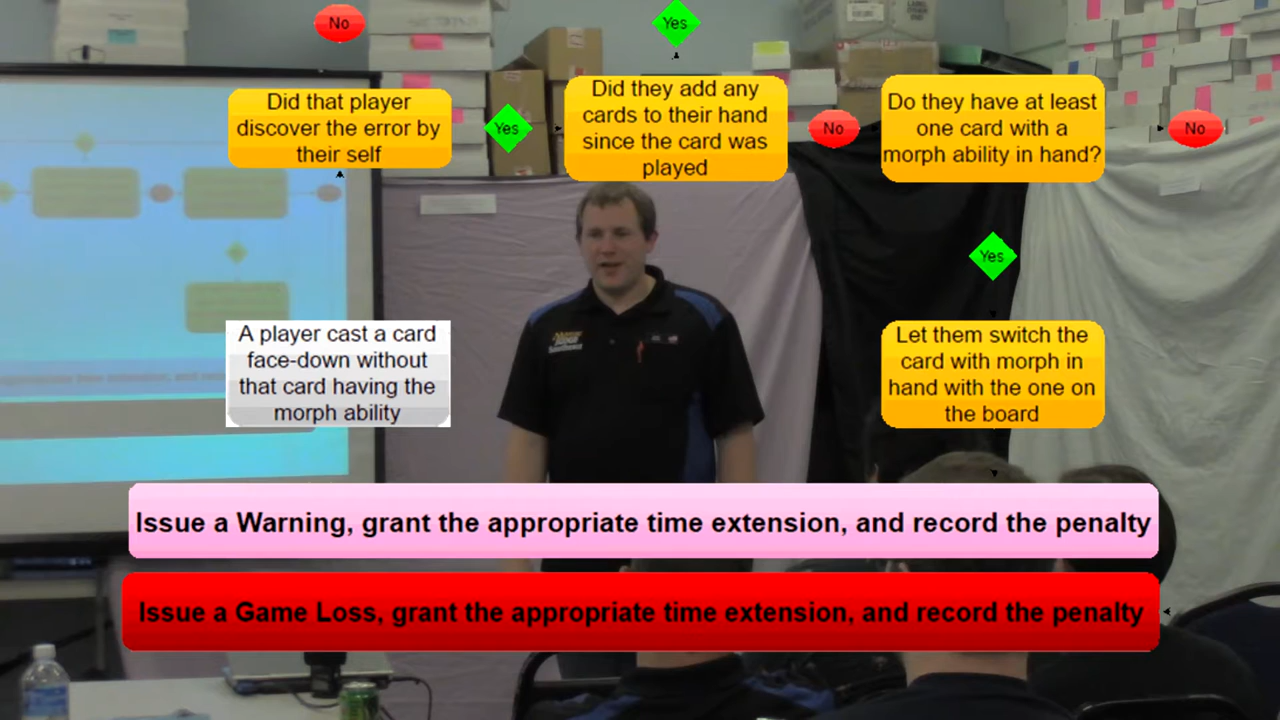 No
Yes
Did that player
discover the error by
their self
Yes
Did they add any
cards to their hand
since the card was
played
No
Do they have at least
one card with a
morph ability in hand?
No
Yes
A player cast a card
face-down without
that card having the
morph ability
Let them switch the
card with morph in
hand with the one on
the board
Issue a Warning, grant the appropriate time extension, and record the penalty
Issue a Game Loss, grant the appropriate time extension, and record the penalty